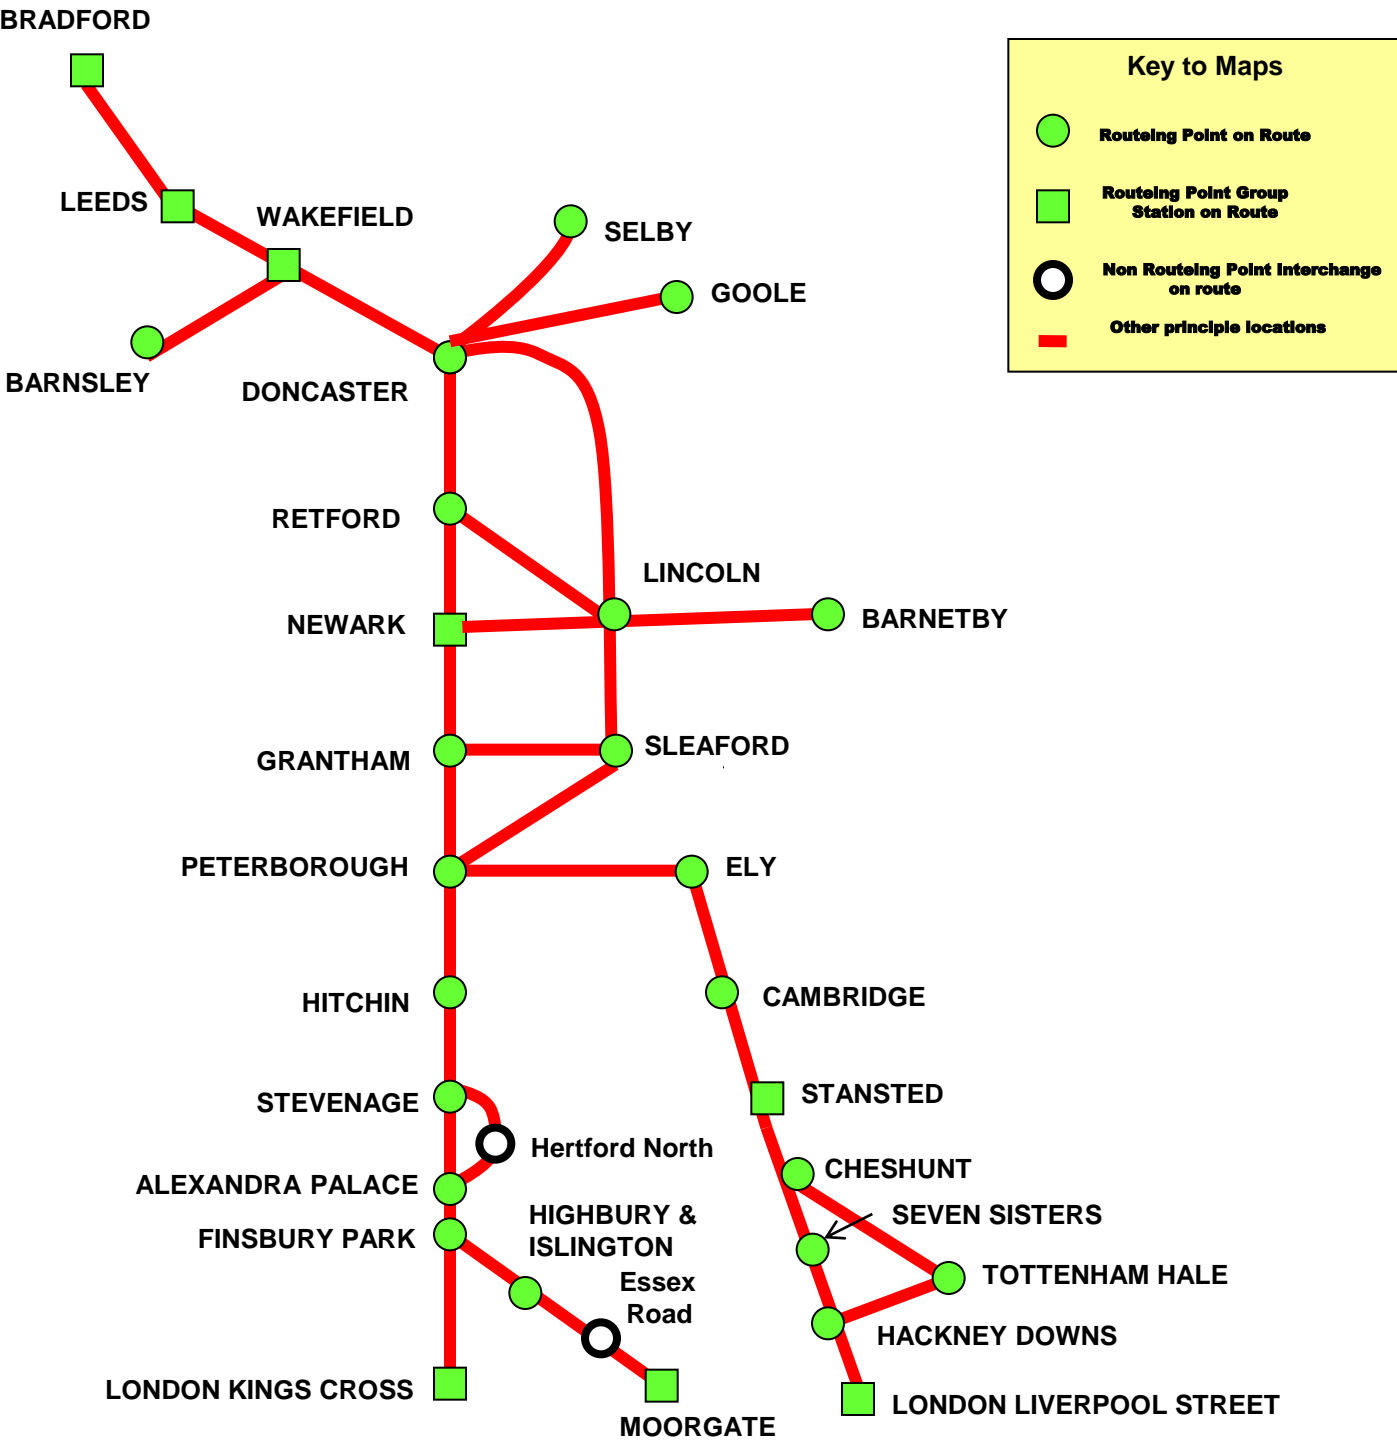 BRADFORD
Key to Maps
Routeing Point on Route
LEEDS
Routeing Point Group
Station on Route
WAKEFIELD
SELBY
Non Routeing Point Interchange
on route
GOOLE
Other principle locations
BARNSLEY
DONCASTER
RETFORD
LINCOLN
NEWARK
BARNETBY
GRANTHAM
SLEAFORD
PETERBOROUGH
ELY
HITCHIN
CAMBRIDGE
STEVENAGE
STANSTED
Hertford North
CHESHUNT
ALEXANDRA PALACE
HIGHBURY &
ISLINGTON
SEVEN SISTERS
FINSBURY PARK
Essex
Road
TOTTENHAM HALE
HACKNEY DOWNS
LONDON KINGS CROSS
MOORGATE
LONDON LIVERPOOL STREET